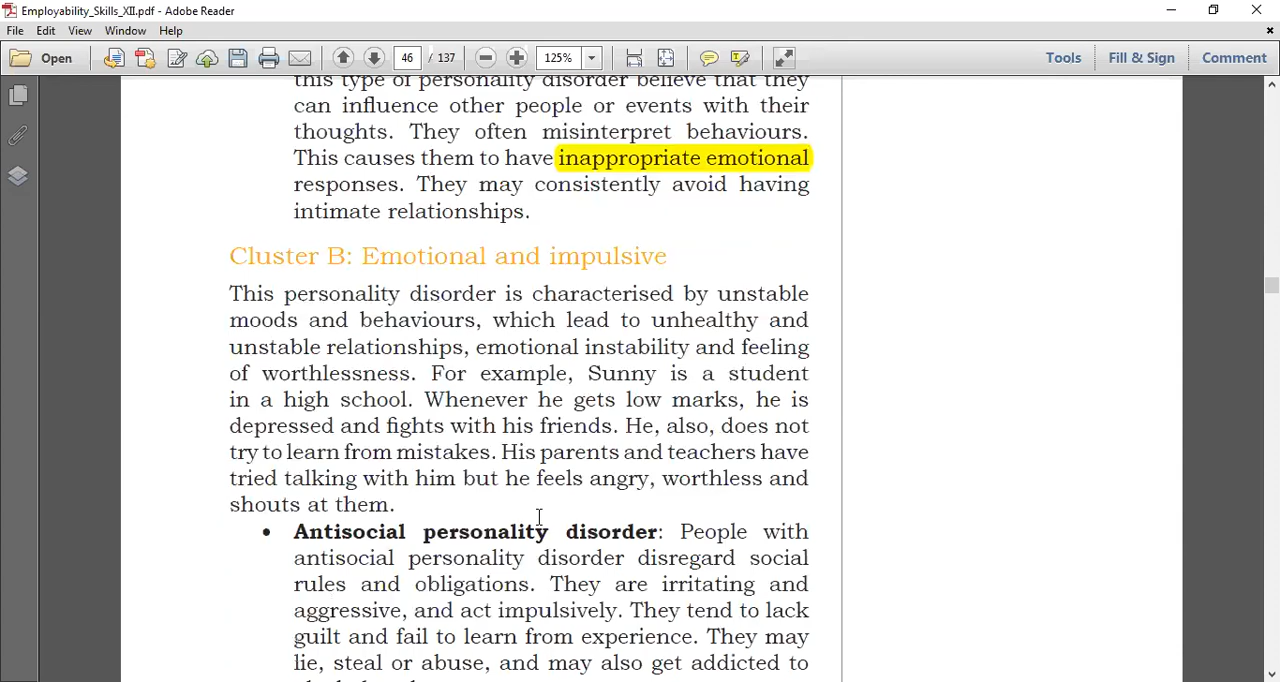 Employability_Skills_XII.pdf - Adobe Reader
File Edit View Window Help
Open 46 / 137 125% Tools Fill & Sign Comment
this type of personality disorder believe that they
can influence other people or events with their
thoughts. They often misinterpret behaviours.
This causes them to have inappropriate emotional
responses. They may consistently avoid having
intimate relationships.
Cluster B: Emotional and impulsive
This personality disorder is characterised by unstable
moods and behaviours, which lead to unhealthy and
unstable relationships, emotional instability and feeling
of worthlessness. For example, Sunny is a student
in a high school. Whenever he gets low marks, he is
depressed and fights with his friends. He, also, does not
try to learn from mistakes. His parents and teachers have
tried talking with him but he feels angry, worthless and
shouts at them.
• Antisocial personality disorder: People with
antisocial personality disorder disregard social
rules and obligations. They are irritating and
aggressive, and act impulsively. They tend to lack
guilt and fail to learn from experience. They may
lie, steal or abuse, and may also get addicted to